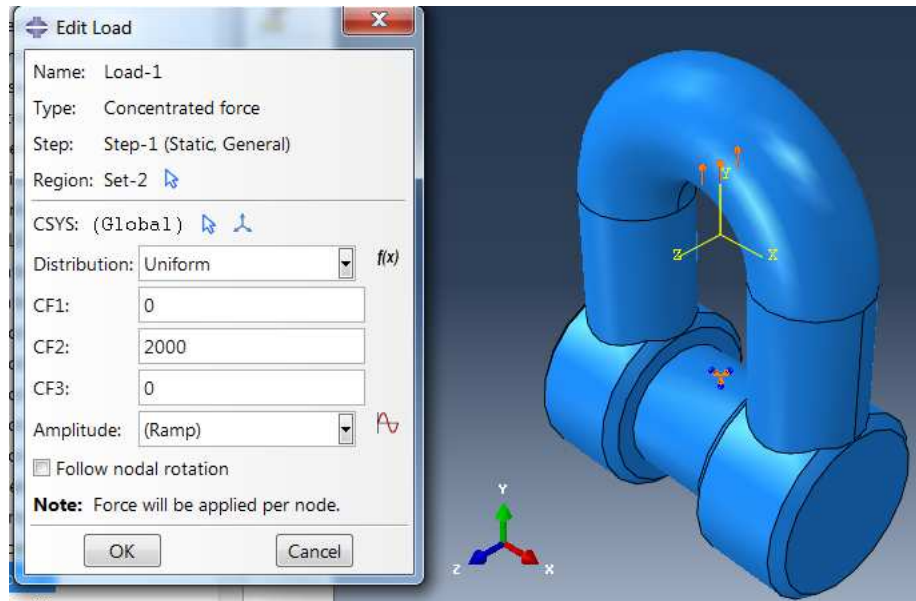 Edit Load
X
Name: Load-1
Type: Concentrated force
Step: Step-1 (Static, General)
Region: Set-2
CSYS: (Global)
Distribution: Uniform f(x)
CF1: 0
CF2: 2000
CF3: 0
Amplitude: (Ramp)
Follow nodal rotation
Note: Force will be applied per node.
OK Cancel
Y
Z X
Y
Z X